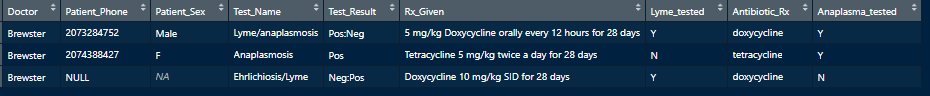 Doctor Patient_Phone Patient_Sex Test_Name Test_Result Rx_Given Lyme_tested Antibiotic_Rx Anaplasma_tested
Brewster 2073284752 Male Lyme/anaplasmosis Pos:Neg 5 mg/kg Doxycycline orally every 12 hours for 28 days Y doxycycline Y
Brewster 2074388427 F Anaplasmosis Pos Tetracycline 5 mg/kg twice a day for 28 days N tetracycline Y
Brewster NULL NA Ehrlichiosis/Lyme Neg:Pos Doxycycline 10 mg/kg SID for 28 days Y doxycycline N